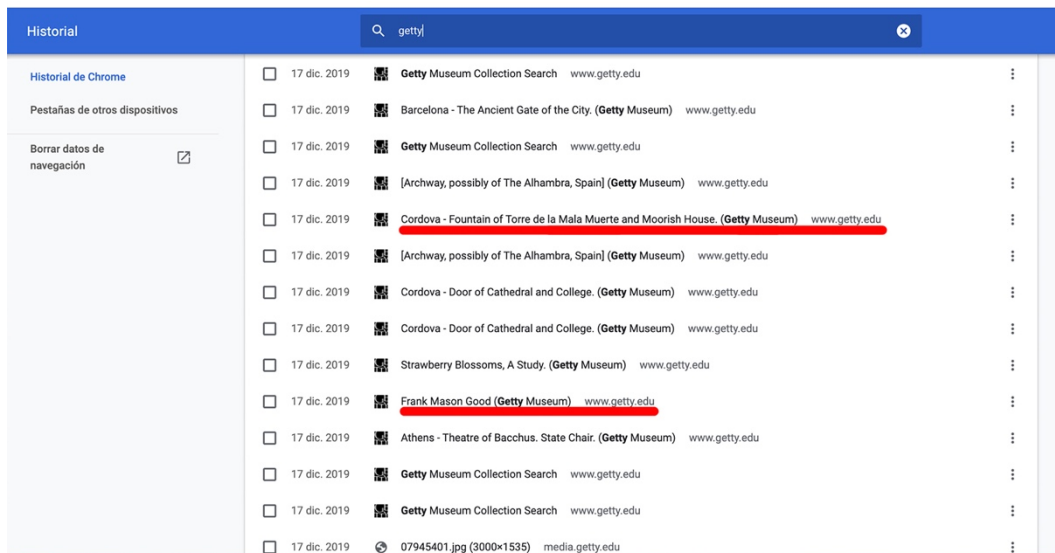 Historial
getty
Historial de Chrome
Pestañas de otros dispositivos
Borrar datos de
navegación
17 dic. 2019 Getty Museum Collection Search www.getty.edu
17 dic. 2019 Barcelona - The Ancient Gate of the City. (Getty Museum) www.getty.edu
17 dic. 2019 Getty Museum Collection Search www.getty.edu
17 dic. 2019 [Archway, possibly of The Alhambra, Spain] (Getty Museum) www.getty.edu
17 dic. 2019 Cordova - Fountain of Torre de la Mala Muerte and Moorish House. (Getty Museum) www.getty.edu
17 dic. 2019 [Archway, possibly of The Alhambra, Spain] (Getty Museum) www.getty.edu
17 dic. 2019 Cordova - Door of Cathedral and College. (Getty Museum) www.getty.edu
17 dic. 2019 Cordova - Door of Cathedral and College. (Getty Museum) www.getty.edu
17 dic. 2019 Strawberry Blossoms, A Study. (Getty Museum) www.getty.edu
17 dic. 2019 Frank Mason Good (Getty Museum) www.getty.edu
17 dic. 2019 Athens - Theatre of Bacchus. State Chair. (Getty Museum) www.getty.edu
17 dic. 2019 Getty Museum Collection Search www.getty.edu
17 dic. 2019 Getty Museum Collection Search www.getty.edu
17 dic. 2019 07945401.jpg (3000×1535) media.getty.edu